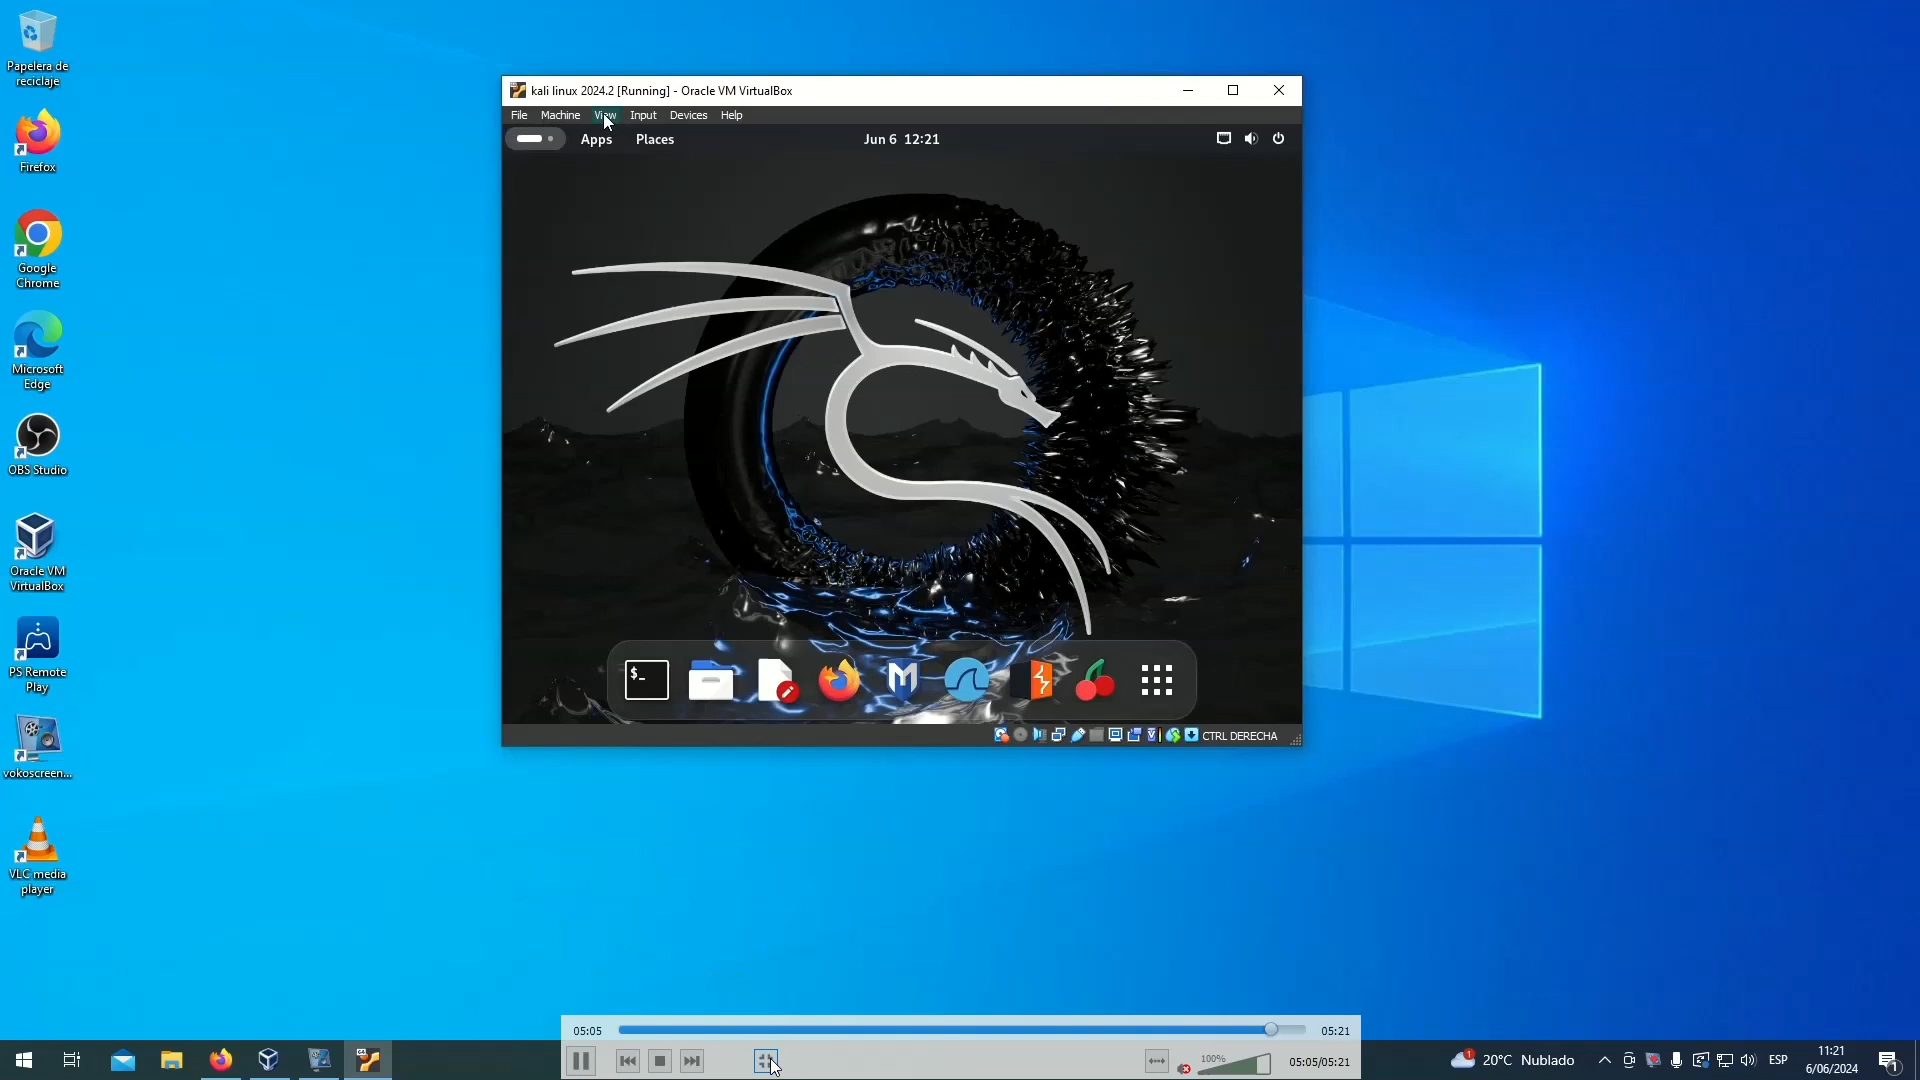 Papelera de
reciclaje
Firefox
Google
Chrome
Microsoft
Edge
OBS Studio
Oracle VM
VirtualBox
PS Remote
Play
vokoscreen...
VLC media
player
kali linux 2024.2 [Running] - Oracle VM VirtualBox
File Machine View Input Devices Help
Apps Places Jun 6 12:21
$_
CTRL DERECHA
05:05 05:21
100%
05:05/05:21
1 20°C Nublado
ESP
11:21
6/06/2024
1